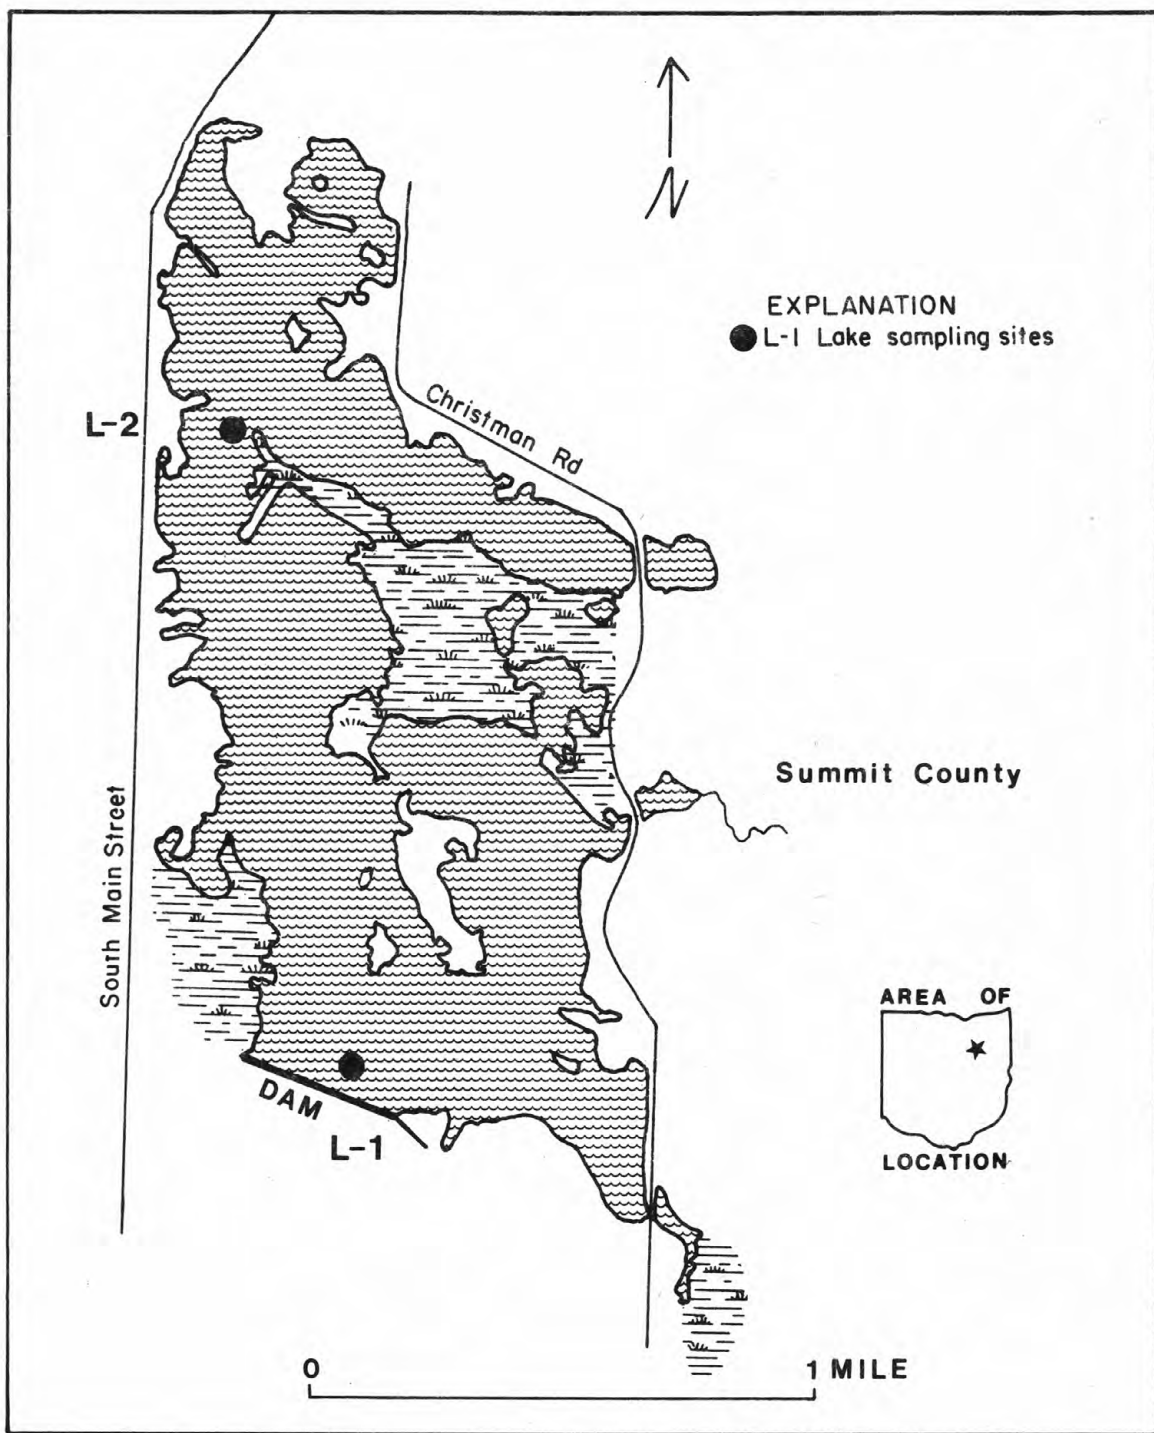 N
EXPLANATION
L-1 Lake sampling sites
L-2
Christman Rd
Summit County
South Main Street
AREA OF
LOCATION
DAM
L-1
0 1 MILE